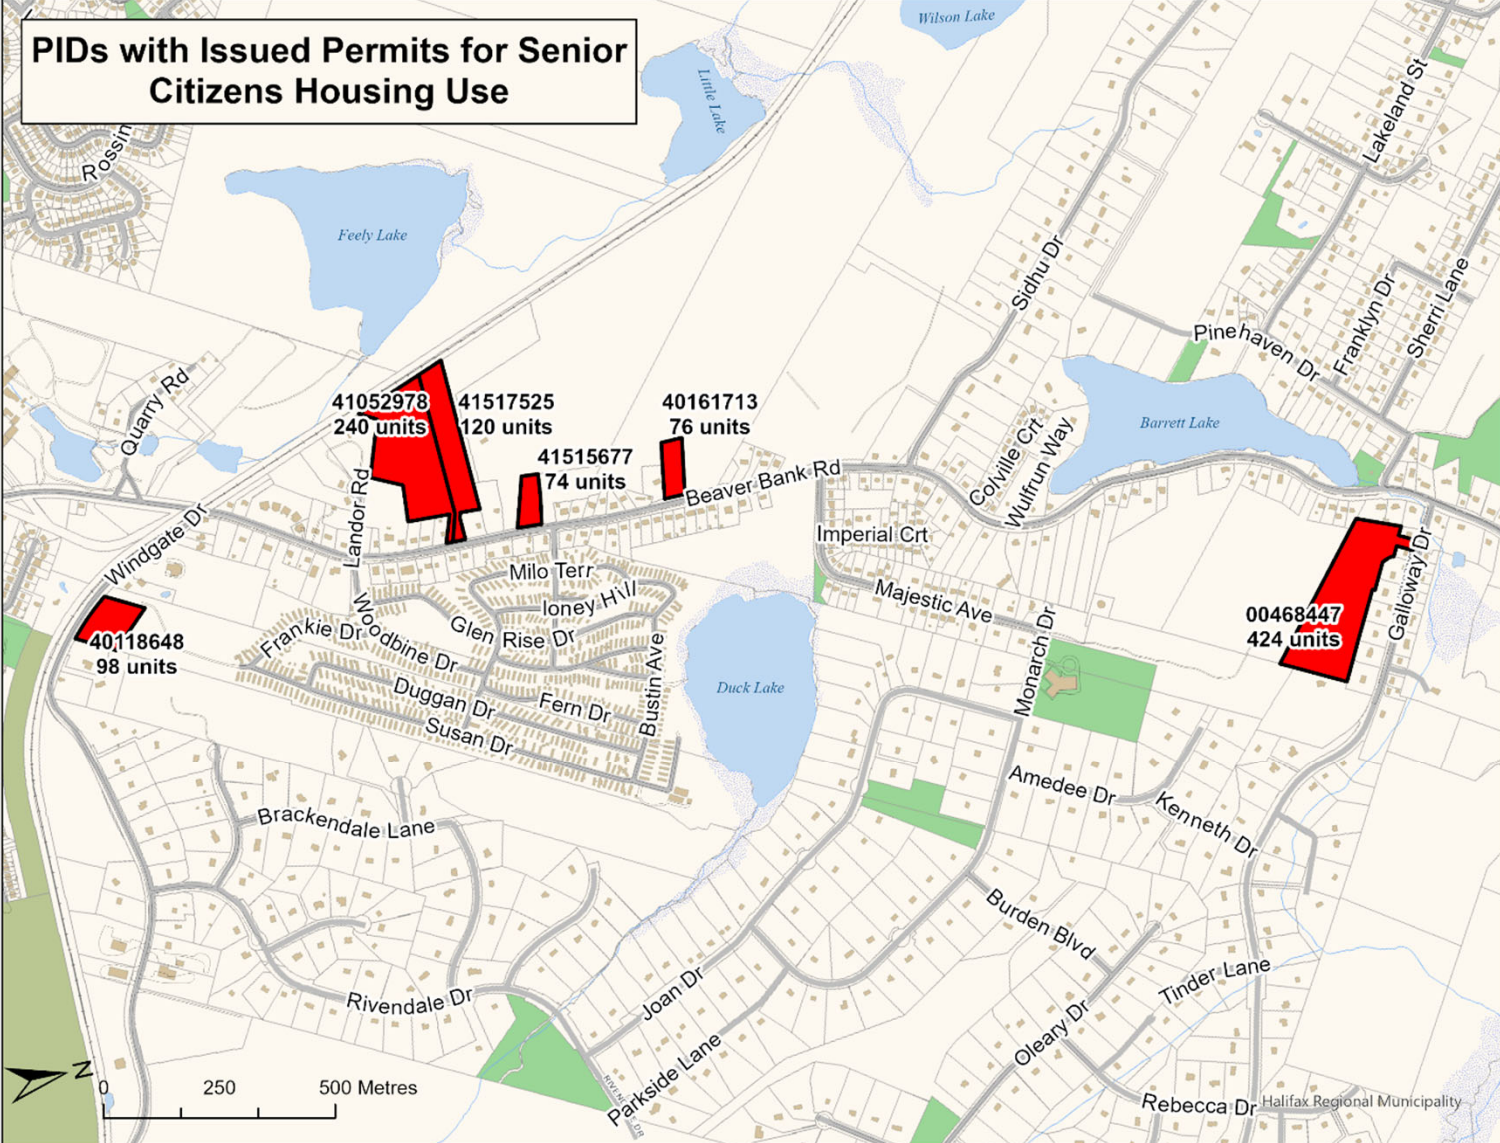 PIDs with Issued Permits for Senior
Citizens Housing Use
Wilson Lake
Little Lake
Lakeland St
Rossin
Feely Lake
Sidhu Dr
Franklyn Dr
Sherri Lane
Pinehaven Dr
Quarry Rd
41052978
240 units
41517525
120 units
40161713
76 units
41515677
74 units
Barrett Lake
Colville Crt
Wulfrun Way
Beaver Bank Rd
Landor Rd
Windgate Dr
Imperial Crt
Galloway Dr
Milo Terr
Ioney Hill
Majestic Ave
00468447
424 units
40118648
98 units
Frankie Dr
Woodbine Dr
Glen Rise Dr
Bustin Ave
Monarch Dr
Duck Lake
Duggan Dr
Fern Dr
Susan Dr
Amedee Dr
Kenneth Dr
Brackendale Lane
Burden Blvd
Tinder Lane
Joan Dr
Rivendale Dr
Oleary Dr
Parkside Lane
Rebecca Dr
N
0 250 500 Metres
Halifax Regional Municipality